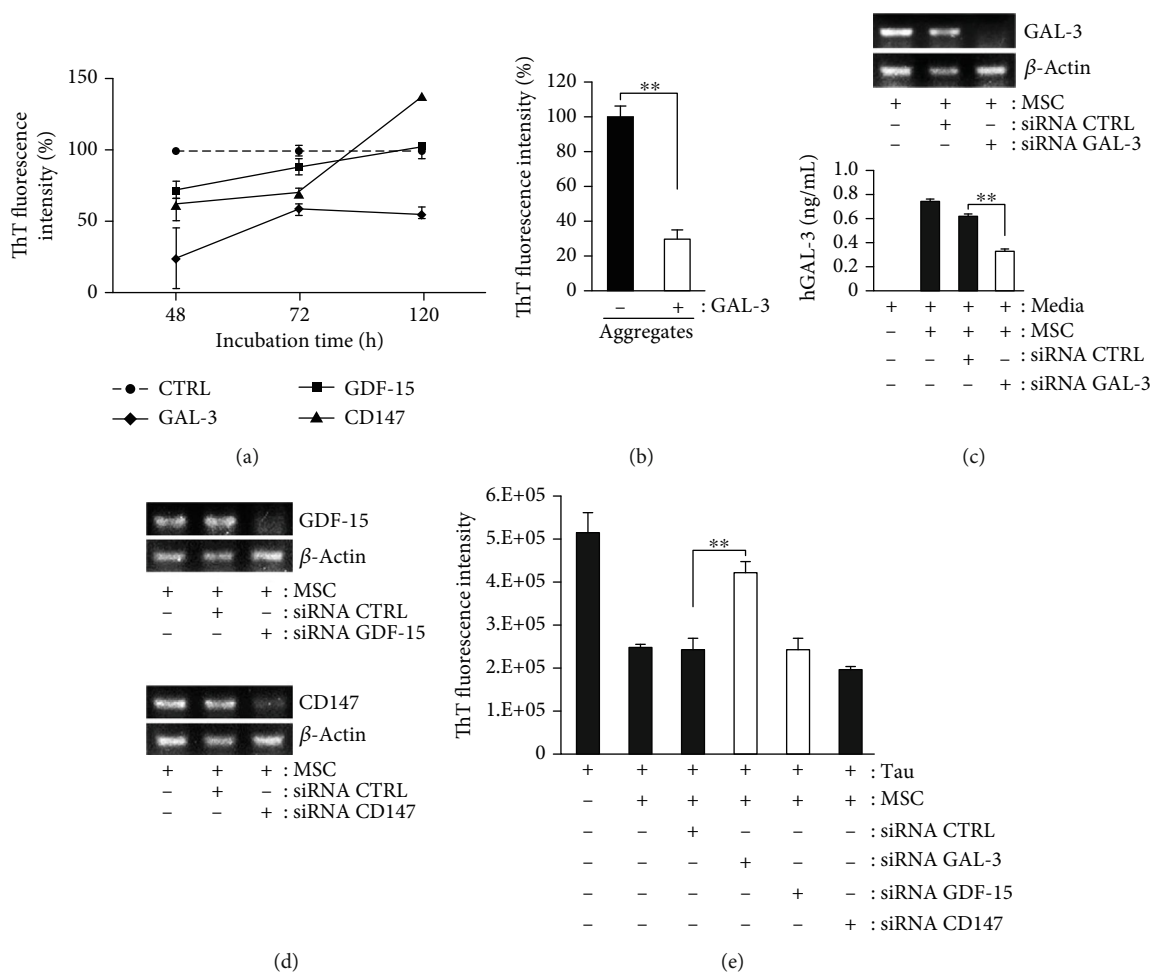 ThT fluorescence
intensity (%)
150
100
50
0
48 72 120
Incubation time (h)
CTRL GDF-15
GAL-3 CD147
(a)
ThT fluorescence intensity (%)
120
100
80
60
40
20
0
**
– + : GAL-3
Aggregates
(b)
GAL-3
β-Actin
+ + + : MSC
– + – : siRNA CTRL
– – + : siRNA GAL-3
hGAL-3 (ng/mL)
1.0
0.8
0.6
0.4
0.2
0
**
+ + + + : Media
– + + + : MSC
– – + – : siRNA CTRL
– – – + : siRNA GAL-3
(c)
GDF-15
β-Actin
+ + + : MSC
– + – : siRNA CTRL
– – + : siRNA GDF-15
CD147
β-Actin
+ + + : MSC
– + – : siRNA CTRL
– – + : siRNA CD147
(d)
ThT fluorescence intensity
6.E+05
5.E+05
4.E+05
3.E+05
2.E+05
1.E+05
0
**
+ + + + + + : Tau
– + + + + + : MSC
– – + – – – : siRNA CTRL
– – – + – – : siRNA GAL-3
– – – – + – : siRNA GDF-15
– – – – – + : siRNA CD147
(e)